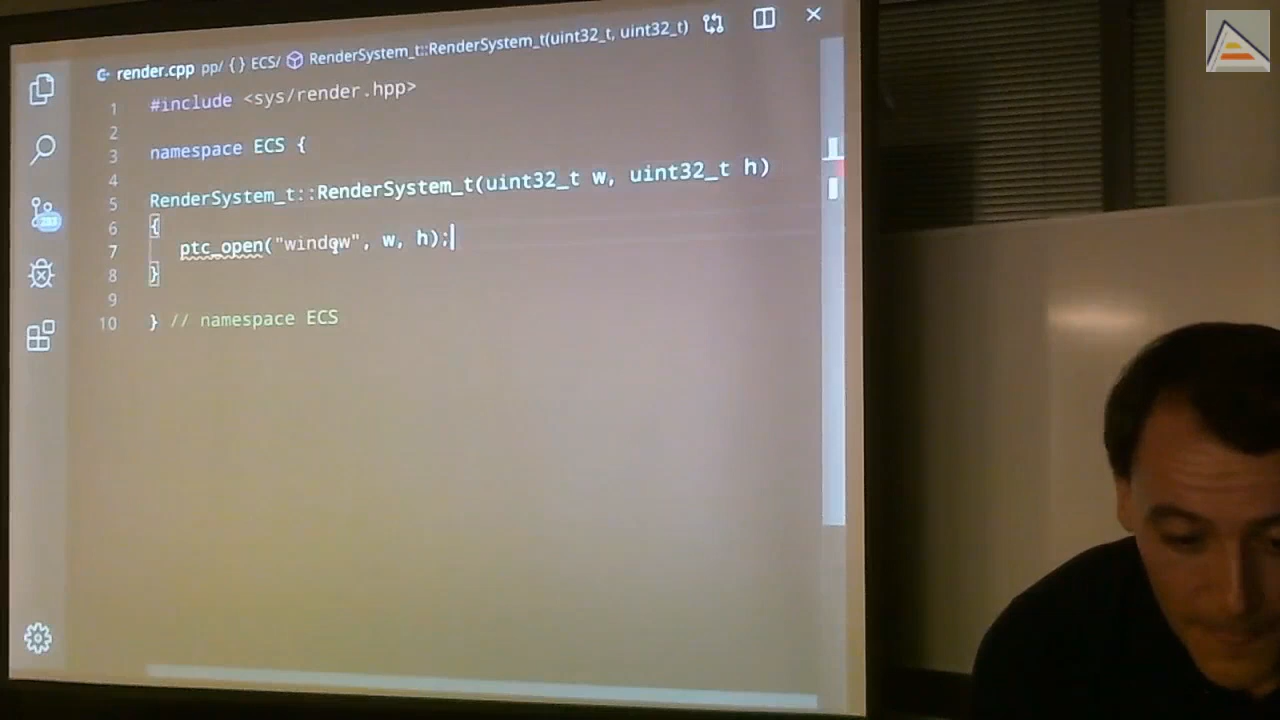 render.cpp pp/ {} ECS/ RenderSystem_t::RenderSystem_t(uint32_t, uint32_t)
1 #include <sys/render.hpp>
2
3 namespace ECS {
4
5 RenderSystem_t::RenderSystem_t(uint32_t w, uint32_t h)
6 {
7 ptc_open("window", w, h);
8 }
9
10 } // namespace ECS